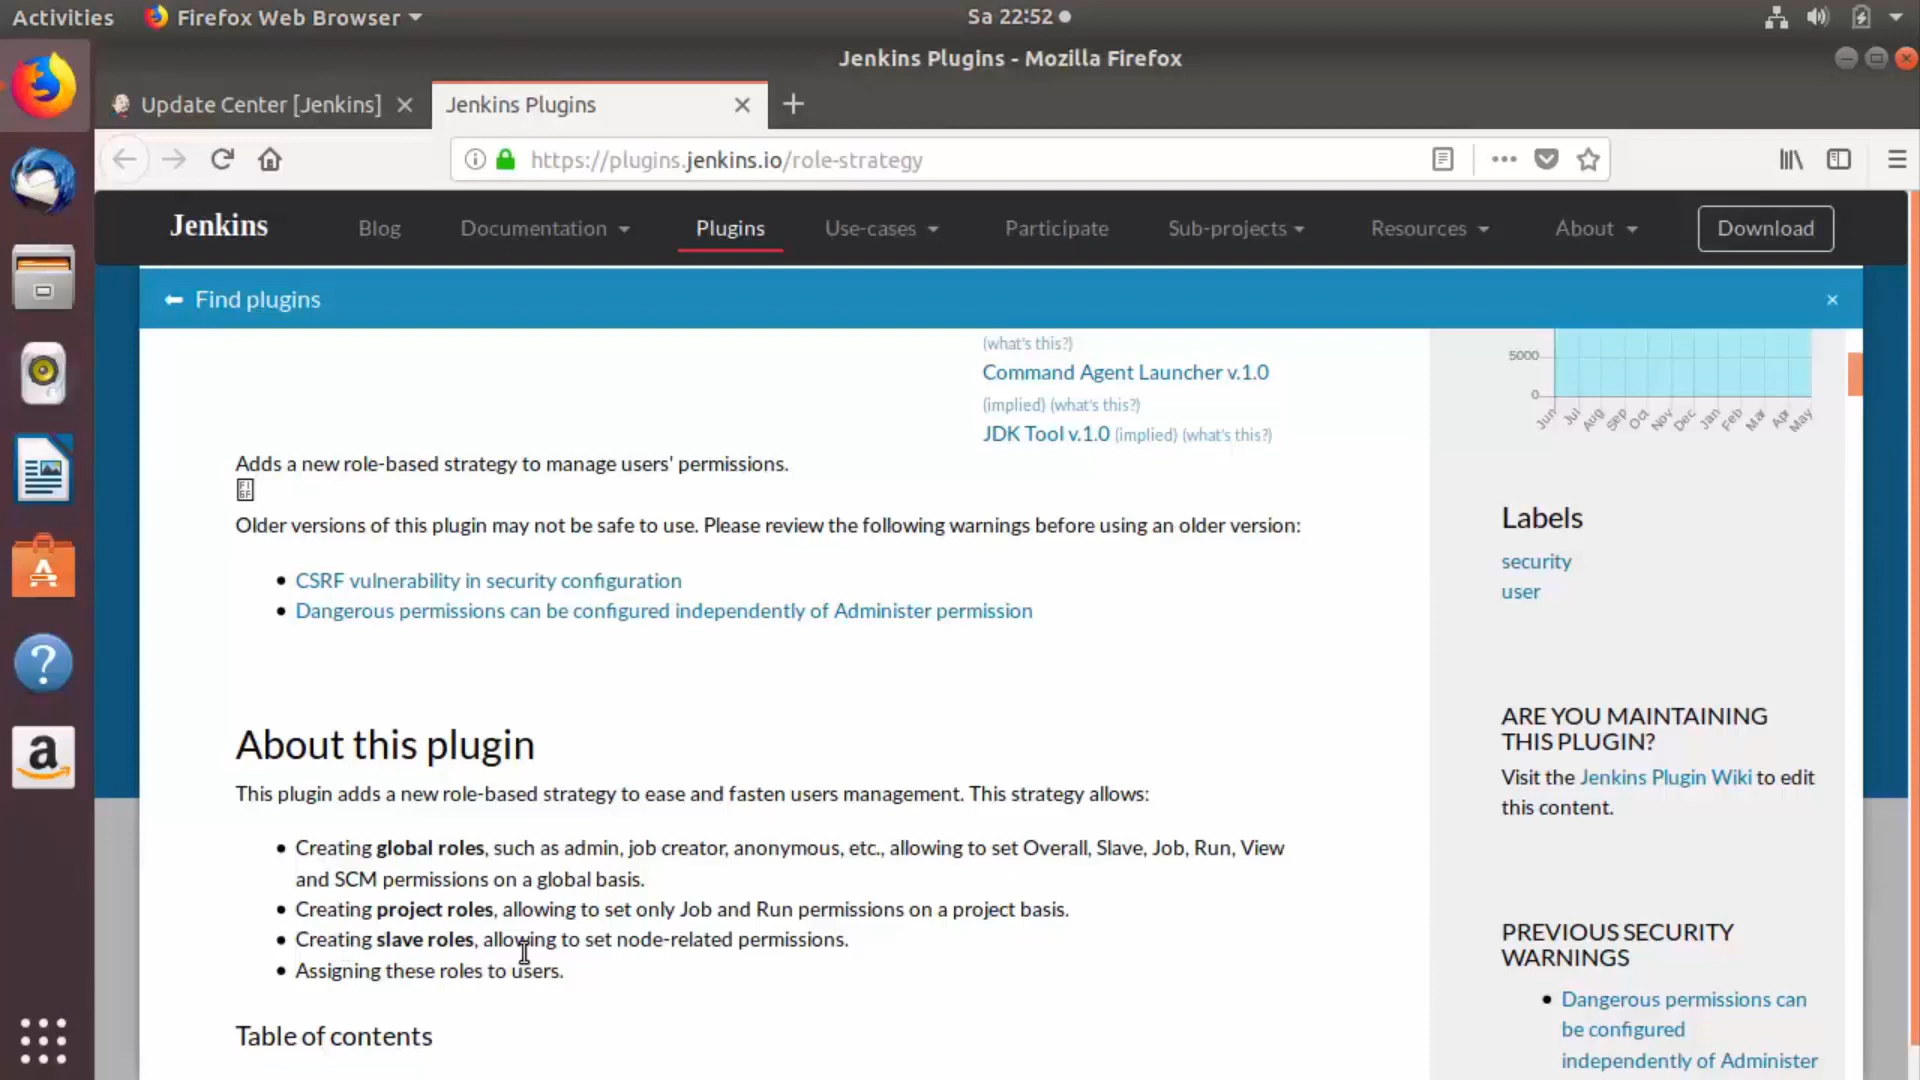 Activities
Firefox Web Browser
Sa 22:52
Jenkins Plugins - Mozilla Firefox
Update Center [Jenkins]
Jenkins Plugins
https://plugins.jenkins.io/role-strategy
Jenkins
Blog
Documentation
Plugins
Use-cases
Participate
Sub-projects
Resources
About
Download
Find plugins
(what's this?)
Command Agent Launcher v.1.0
(implied) (what's this?)
JDK Tool v.1.0 (implied) (what's this?)
Adds a new role-based strategy to manage users' permissions.
Older versions of this plugin may not be safe to use. Please review the following warnings before using an older version:
CSRF vulnerability in security configuration
Dangerous permissions can be configured independently of Administer permission
About this plugin
This plugin adds a new role-based strategy to ease and fasten users management. This strategy allows:
Creating global roles, such as admin, job creator, anonymous, etc., allowing to set Overall, Slave, Job, Run, View
and SCM permissions on a global basis.
Creating project roles, allowing to set only Job and Run permissions on a project basis.
Creating slave roles, allowing to set node-related permissions.
Assigning these roles to users.
Table of contents
5000
0
Jun Jul Aug Sep Oct Nov Dec Jan Feb Mar Apr May
Labels
security
user
ARE YOU MAINTAINING
THIS PLUGIN?
Visit the Jenkins Plugin Wiki to edit
this content.
PREVIOUS SECURITY
WARNINGS
Dangerous permissions can
be configured
independently of Administer